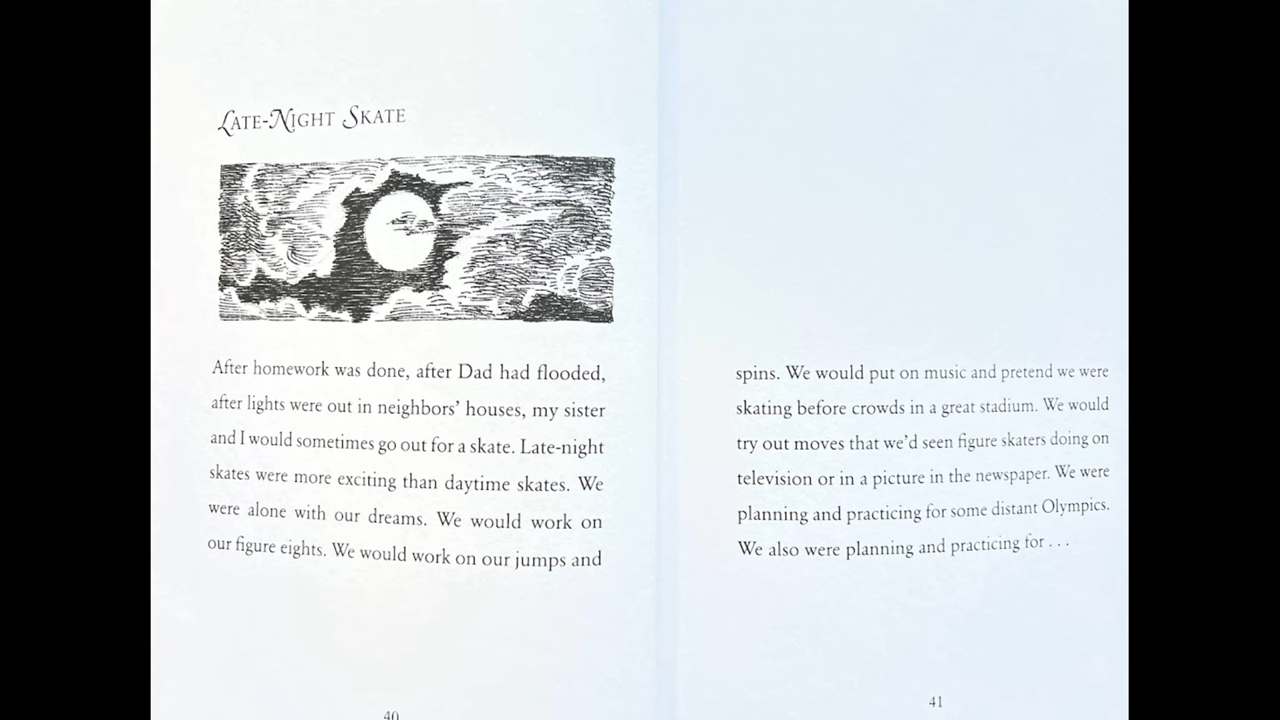 Late-Night Skate
After homework was done, after Dad had flooded,
after lights were out in neighbors’ houses, my sister
and I would sometimes go out for a skate. Late-night
skates were more exciting than daytime skates. We
were alone with our dreams. We would work on
our figure eights. We would work on our jumps and
40
spins. We would put on music and pretend we were
skating before crowds in a great stadium. We would
try out moves that we’d seen figure skaters doing on
television or in a picture in the newspaper. We were
planning and practicing for some distant Olympics.
We also were planning and practicing for . . .
41